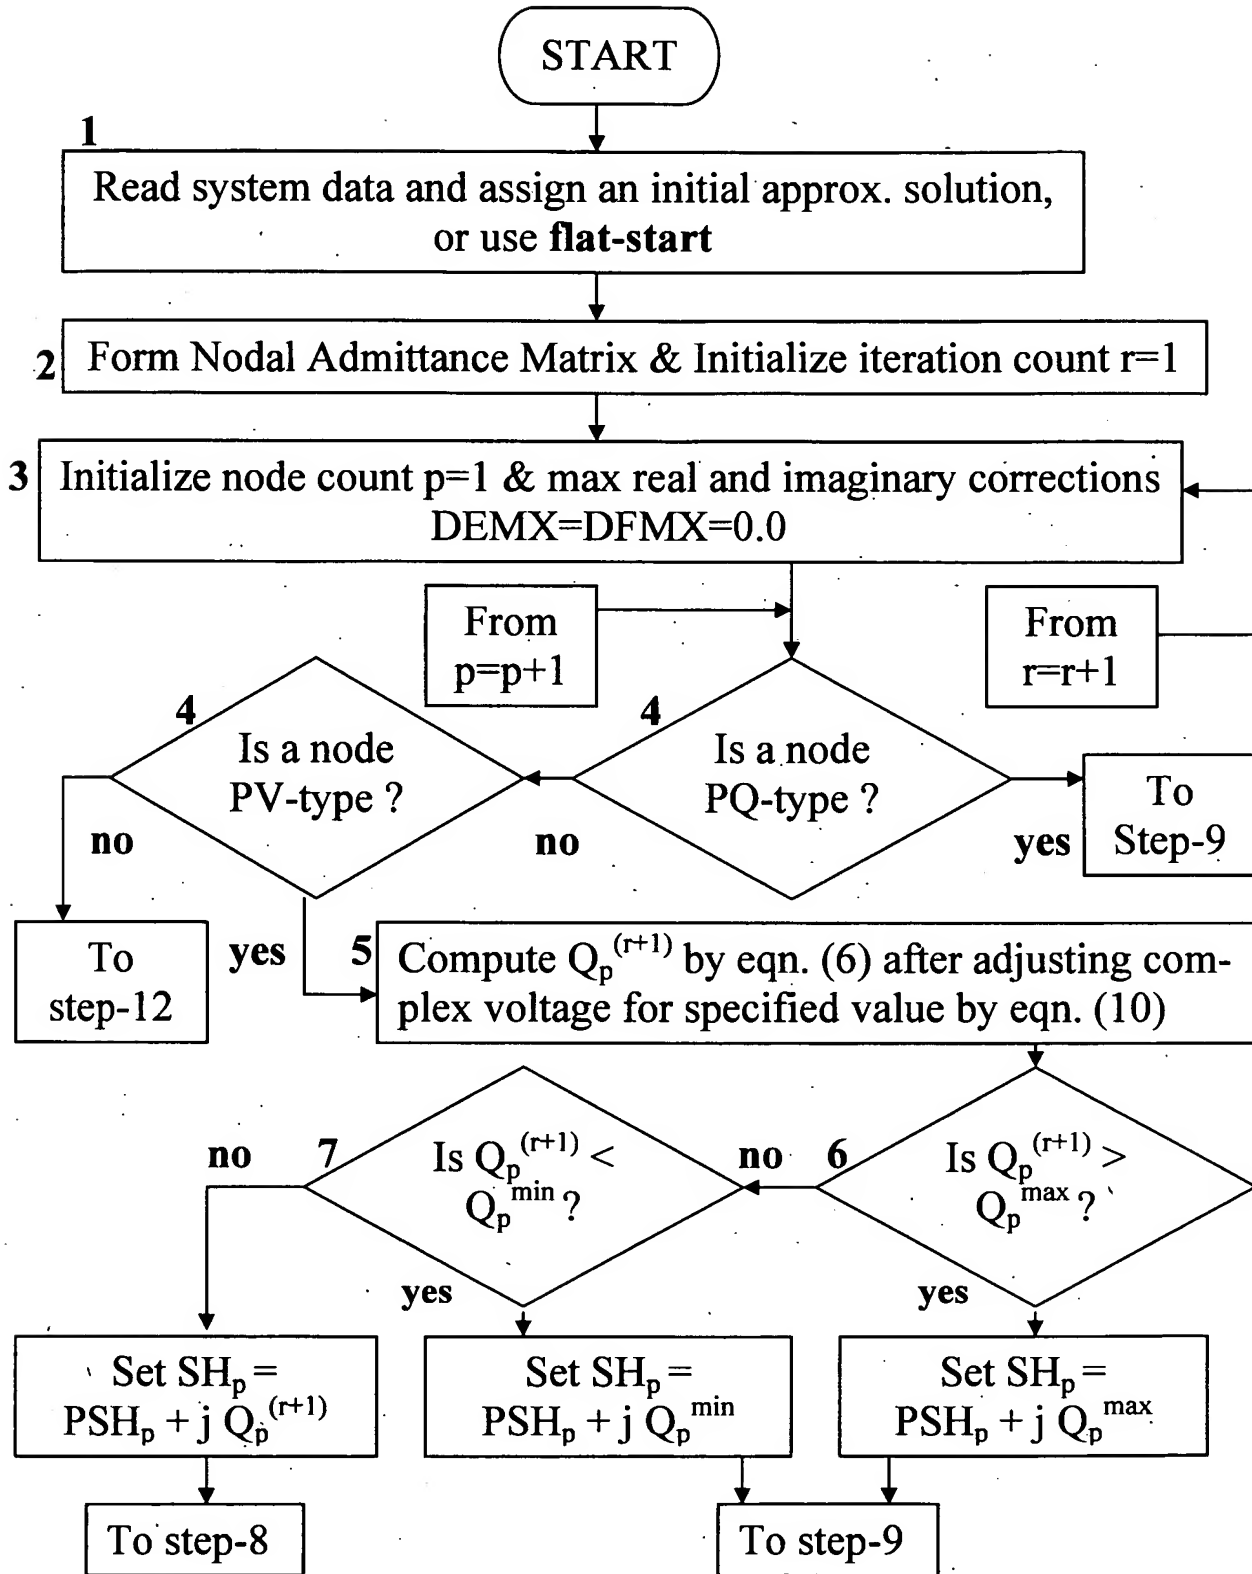 START
1
Read system data and assign an initial approx. solution,
or use flat-start
2
Form Nodal Admittance Matrix & Initialize iteration count r=1
3
Initialize node count p=1 & max real and imaginary corrections
DEMX=DFMX=0.0
From
p=p+1
From
r=r+1
4
Is a node
PV-type ?
4
Is a node
PQ-type ?
no
no
yes
To
Step-9
To
step-12
yes
5
Compute Qp(r+1) by eqn. (6) after adjusting com-
plex voltage for specified value by eqn. (10)
no
7
Is Qp(r+1) <
Qpmin ?
no
6
Is Qp(r+1) >
Qpmax ?
yes
yes
Set SHp =
PSHp + j Qp(r+1)
Set SHp =
PSHp + j Qpmin
Set SHp =
PSHp + j Qpmax
To step-8
To step-9